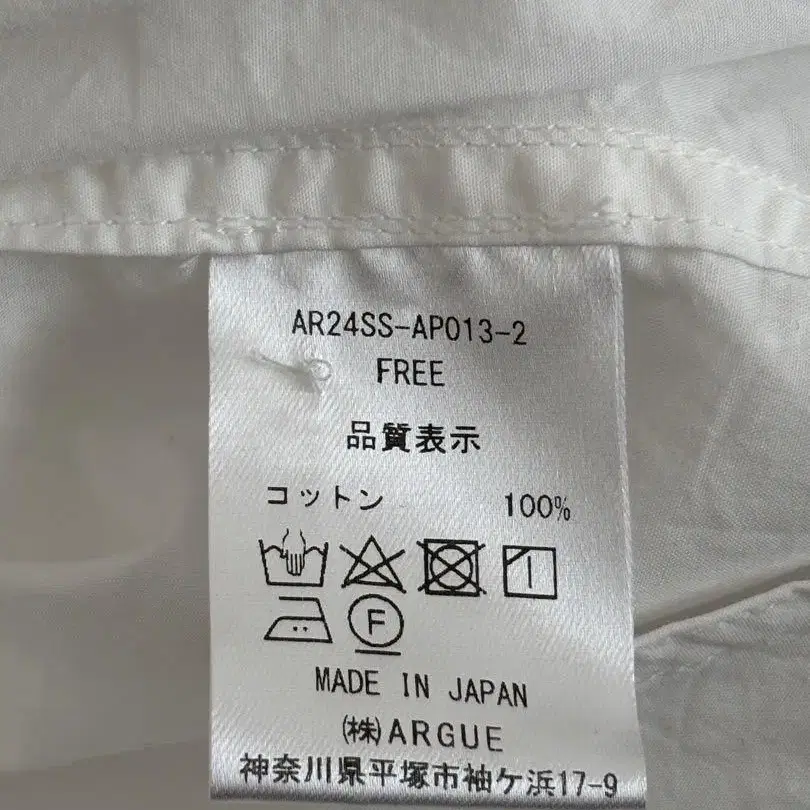 AR24SS-AP013-2
FREE
品質表示
コットン 100%
F
MADE IN JAPAN
㈱ARGUE
神奈川県平塚市袖ケ浜17-9